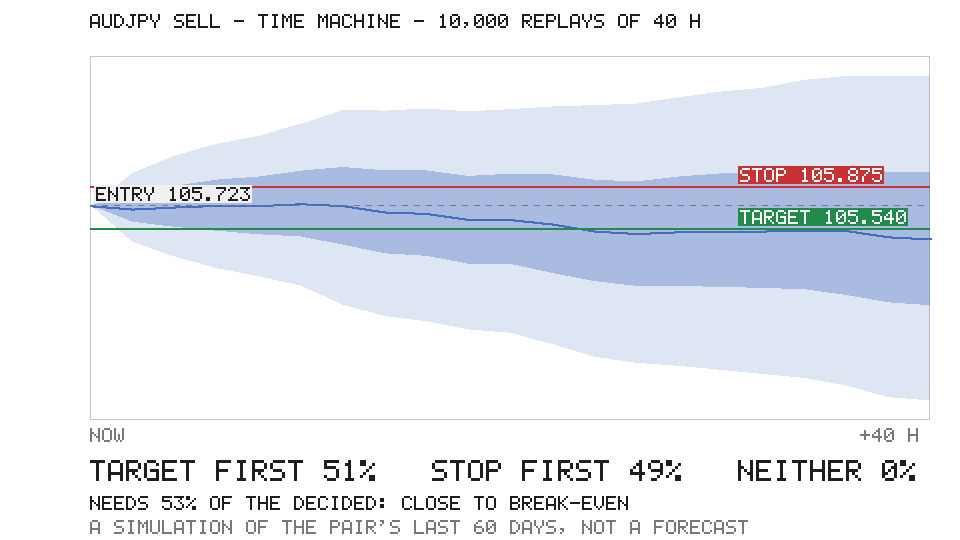 AUDJPY SELL - TIME MACHINE - 10,000 REPLAYS OF 40 H
STOP 105.875
ENTRY 105.723
TARGET 105.540
NOW +40 H
TARGET FIRST 51% STOP FIRST 49% NEITHER 0%
NEEDS 53% OF THE DECIDED: CLOSE TO BREAK-EVEN
A SIMULATION OF THE PAIR'S LAST 60 DAYS, NOT A FORECAST